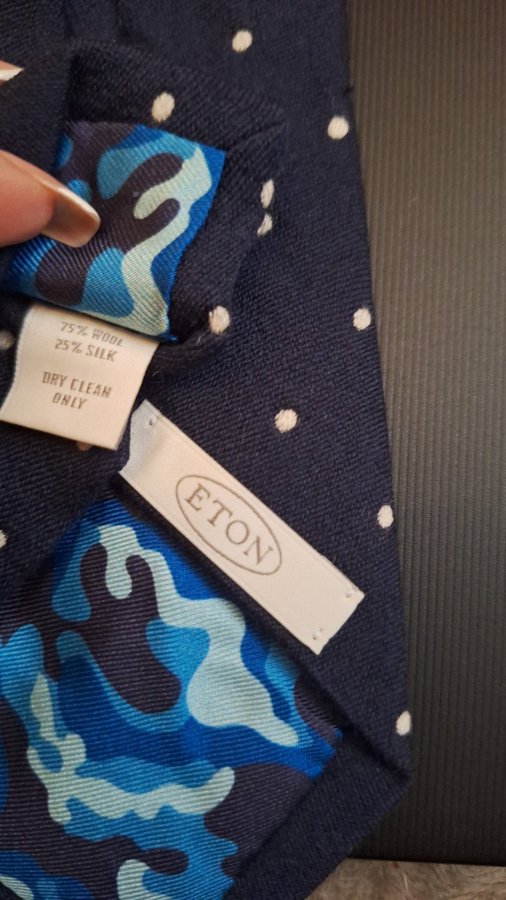 75% WOOL
25% SILK
DRY CLEAN
ONLY
ETON